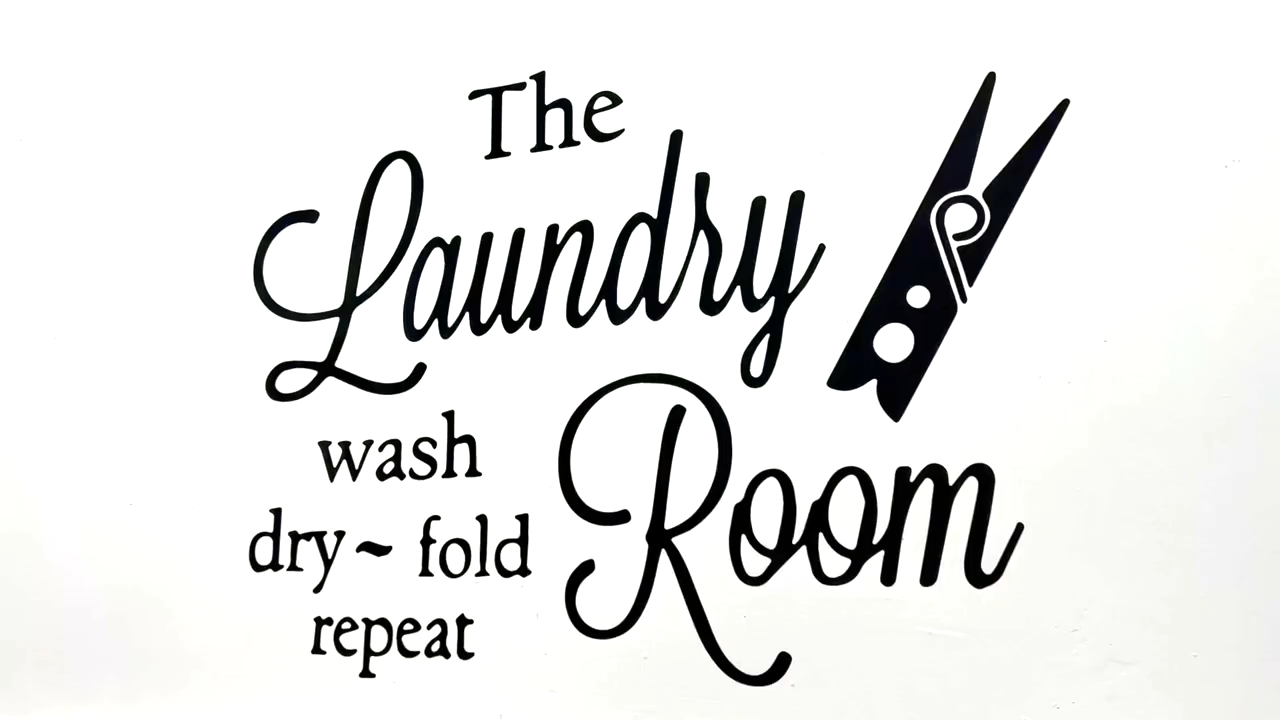 The
Laundry
Room
wash
dry ~ fold
repeat